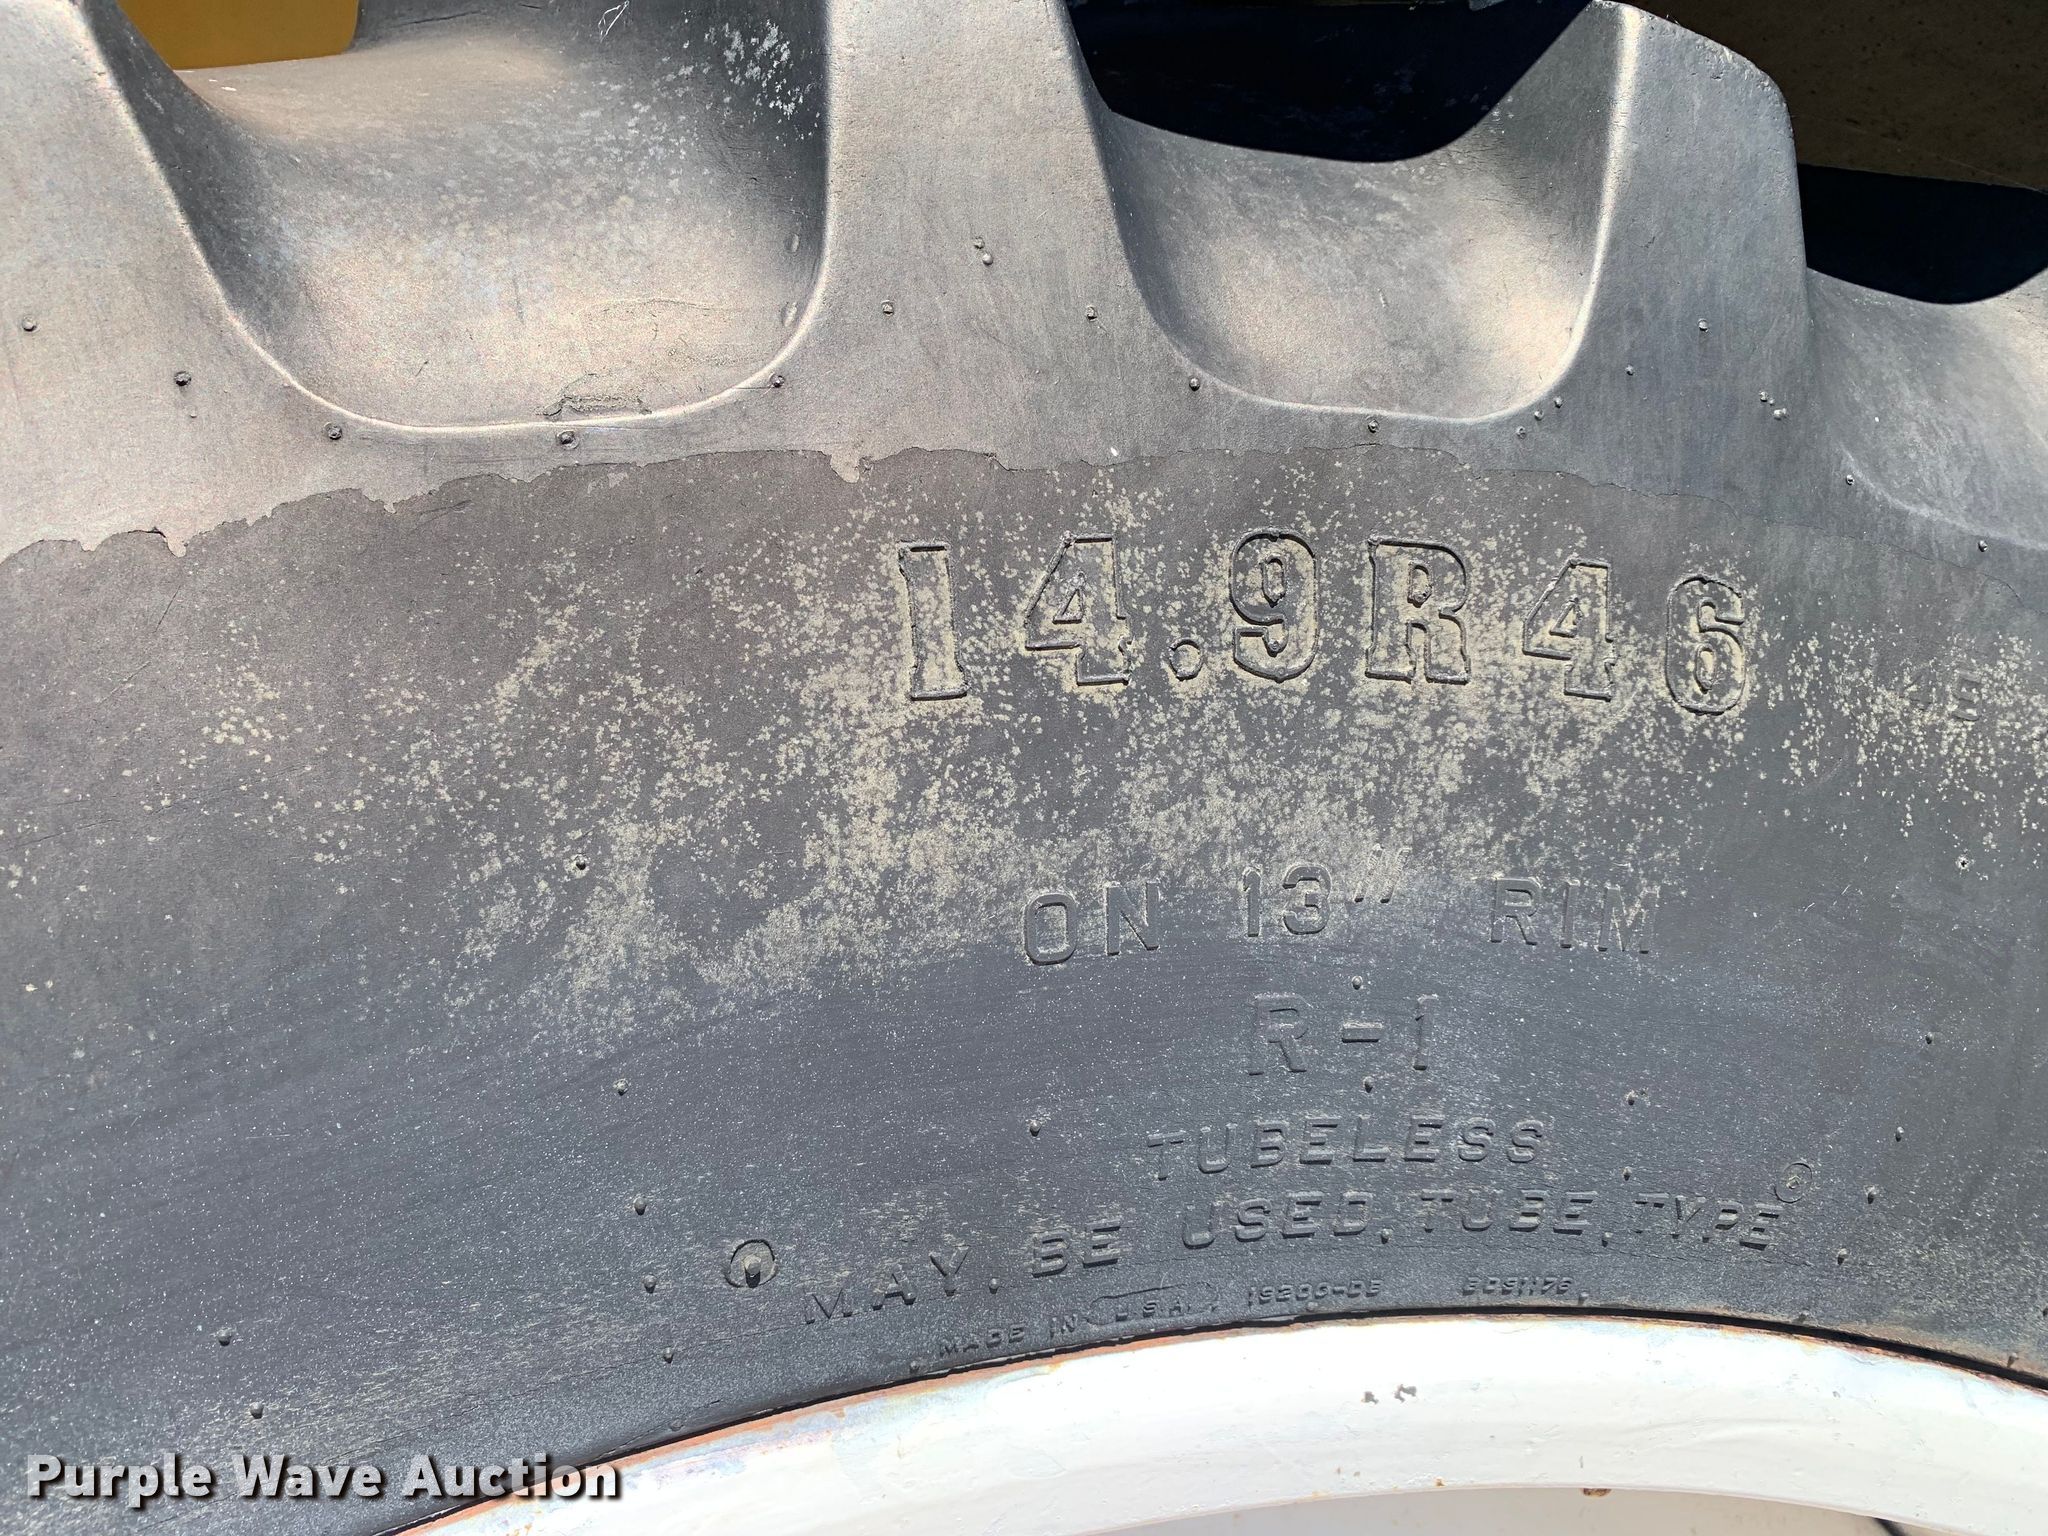 14.9R46
ON 13" RIM
R-1
TUBELESS
MAY BE USED TUBE TYPE
MADE IN U.S.A.
Purple Wave Auction